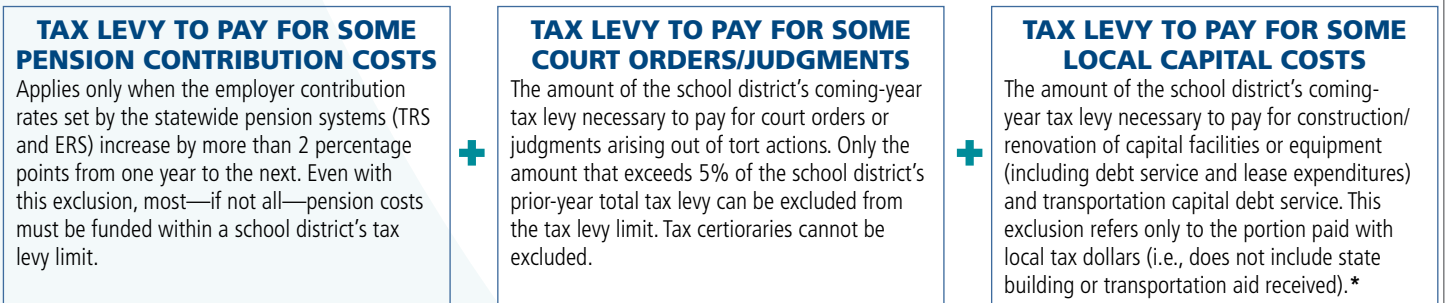 TAX LEVY TO PAY FOR SOME
PENSION CONTRIBUTION COSTS
Applies only when the employer contribution
rates set by the statewide pension systems (TRS
and ERS) increase by more than 2 percentage
points from one year to the next. Even with
this exclusion, most—if not all—pension costs
must be funded within a school district’s tax
levy limit.
+
TAX LEVY TO PAY FOR SOME
COURT ORDERS/JUDGMENTS
The amount of the school district’s coming-year
tax levy necessary to pay for court orders or
judgments arising out of tort actions. Only the
amount that exceeds 5% of the school district’s
prior-year total tax levy can be excluded from
the tax levy limit. Tax certioraries cannot be
excluded.
+
TAX LEVY TO PAY FOR SOME
LOCAL CAPITAL COSTS
The amount of the school district’s coming-
year tax levy necessary to pay for construction/
renovation of capital facilities or equipment
(including debt service and lease expenditures)
and transportation capital debt service. This
exclusion refers only to the portion paid with
local tax dollars (i.e., does not include state
building or transportation aid received).*